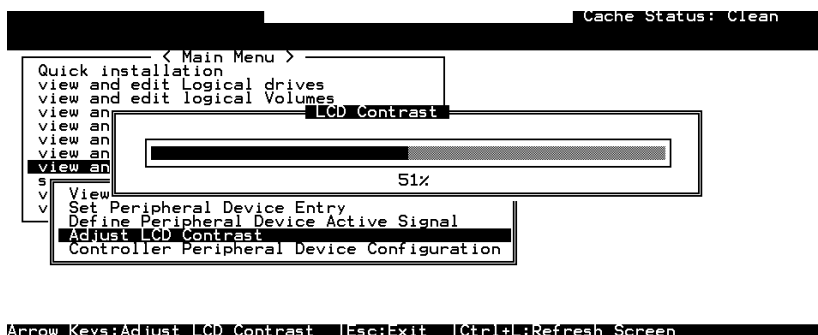 Cache Status: Clean
< Main Menu >
Quick installation
view and edit Logical drives
view and edit logical Volumes
view an
view an
view an
view an
view an
s
v
v
LCD Contrast
51%
View
Set Peripheral Device Entry
Define Peripheral Device Active Signal
Adjust LCD Contrast
Controller Peripheral Device Configuration
Arrow Keys:Adjust LCD Contrast |Esc:Exit |Ctrl+L:Refresh Screen